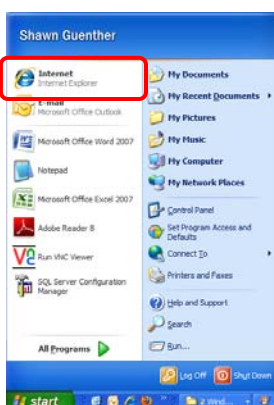 Shawn Guenther
Internet
Internet Explorer
E-mail
Microsoft Office Outlook
Microsoft Office Word 2007
Notepad
Microsoft Office Excel 2007
Adobe Reader 8
Run VNC Viewer
SQL Server Configuration
Manager
All Programs
My Documents
My Recent Documents
My Pictures
My Music
My Computer
My Network Places
Control Panel
Set Program Access and
Defaults
Connect To
Printers and Faxes
Help and Support
Search
Run...
Log Off
Shut Down
start
2 Wind...